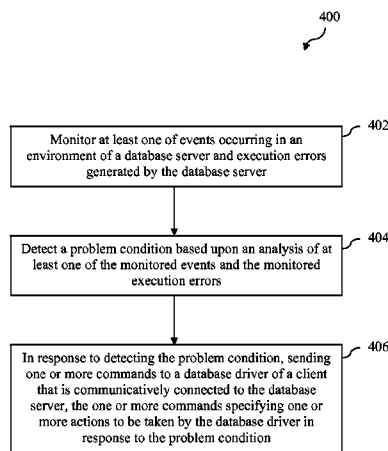 400
402
Monitor at least one of events occurring in an
environment of a database server and execution errors
generated by the database server
404
Detect a problem condition based upon an analysis of at
least one of the monitored events and the monitored
execution errors
406
In response to detecting the problem condition, sending
one or more commands to a database driver of a client
that is communicatively connected to the database
server, the one or more commands specifying one or
more actions to be taken by the database driver in
response to the problem condition